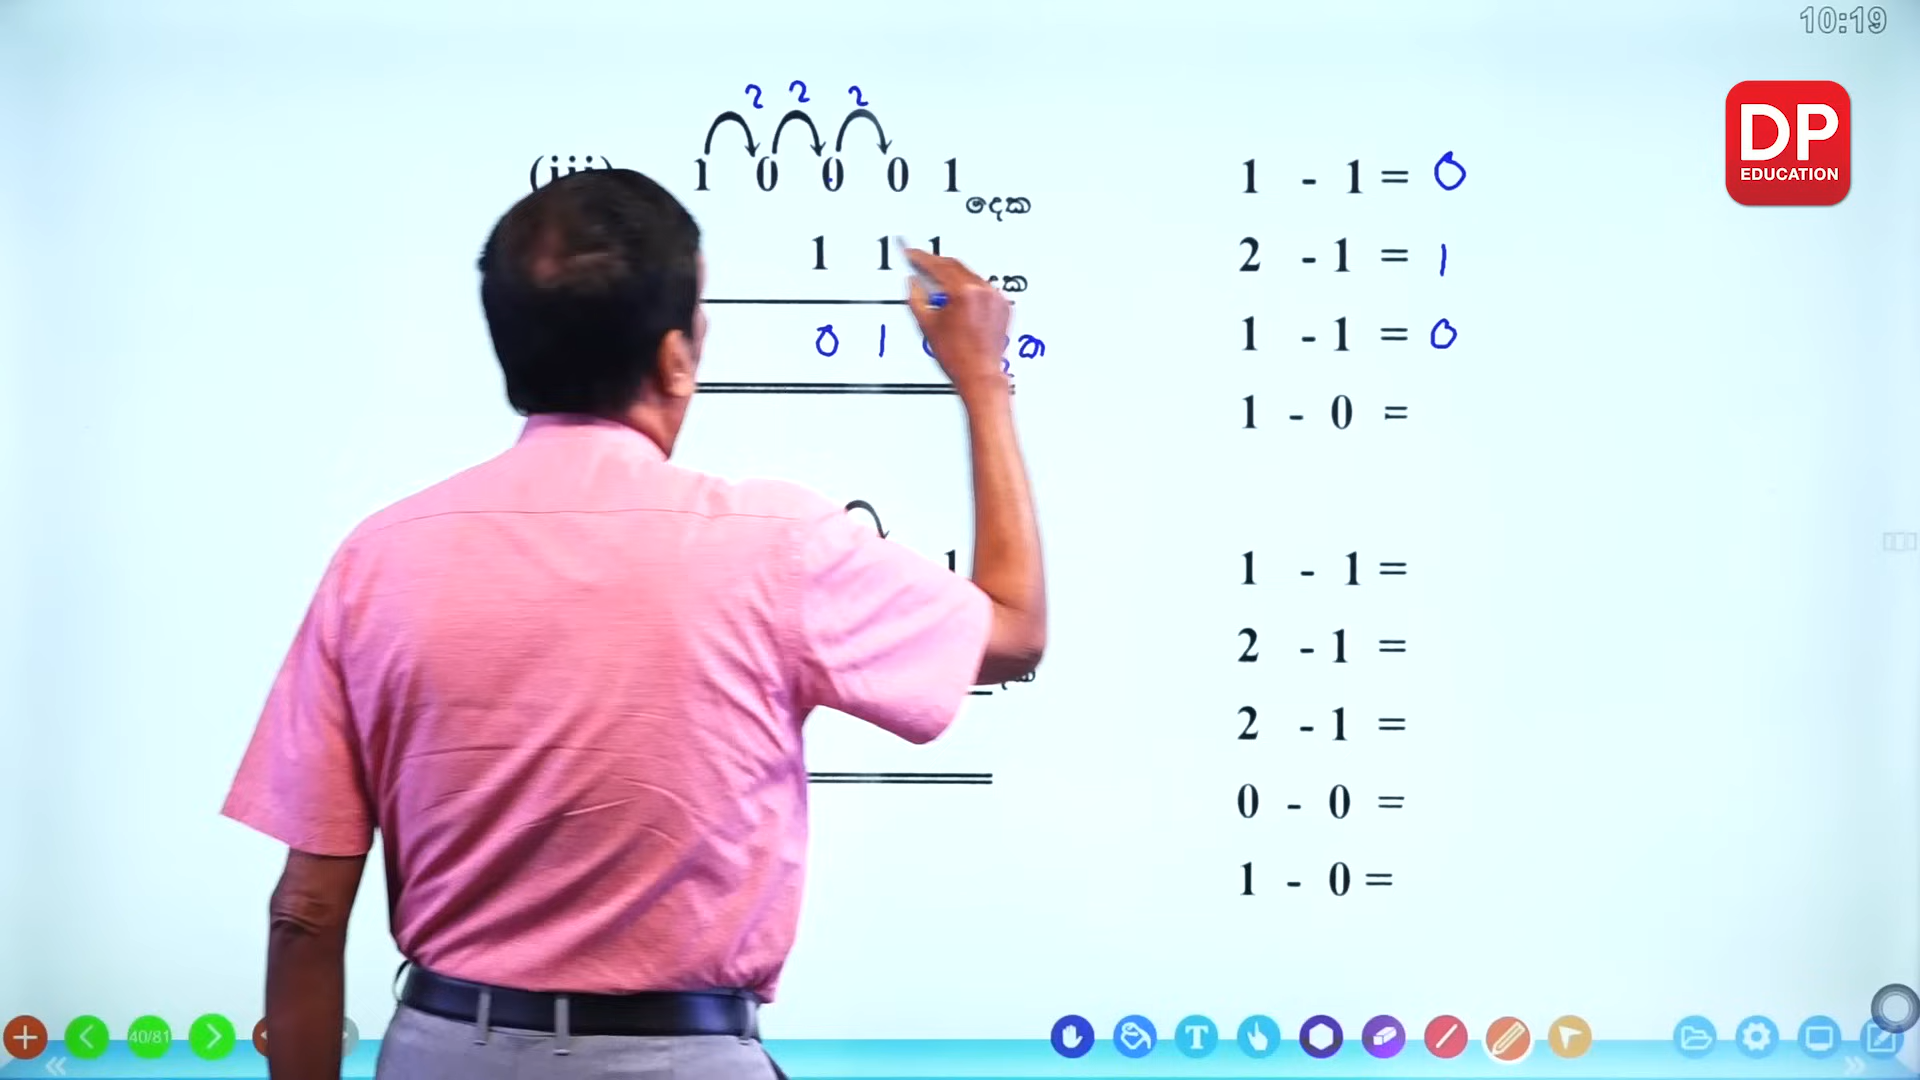 10:19
DP
EDUCATION
2 2 2
(iii) 1 0 0 0 1 දෙක
1 1 1
0 1
1 - 1 = 0
2 - 1 = 1
1 - 1 = 0
1 - 0 =
1
1 - 1 =
2 - 1 =
2 - 1 =
0 - 0 =
1 - 0 =
40/81
T